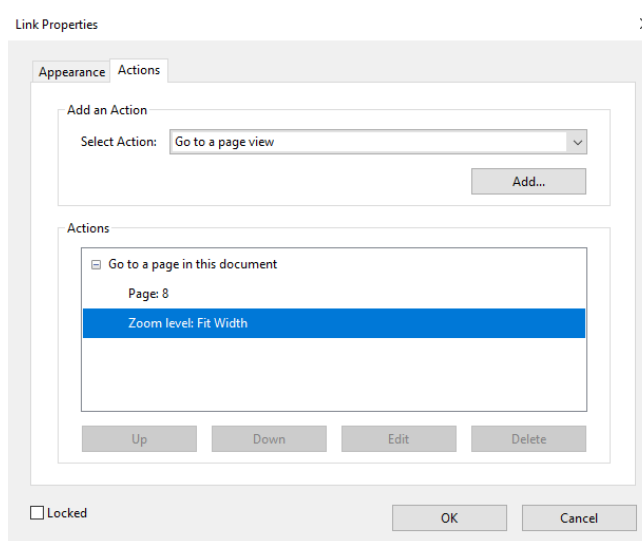 Link Properties
Appearance Actions
Add an Action
Select Action: Go to a page view
Add...
Actions
Go to a page in this document
Page: 8
Zoom level: Fit Width
Up Down Edit Delete
Locked OK Cancel